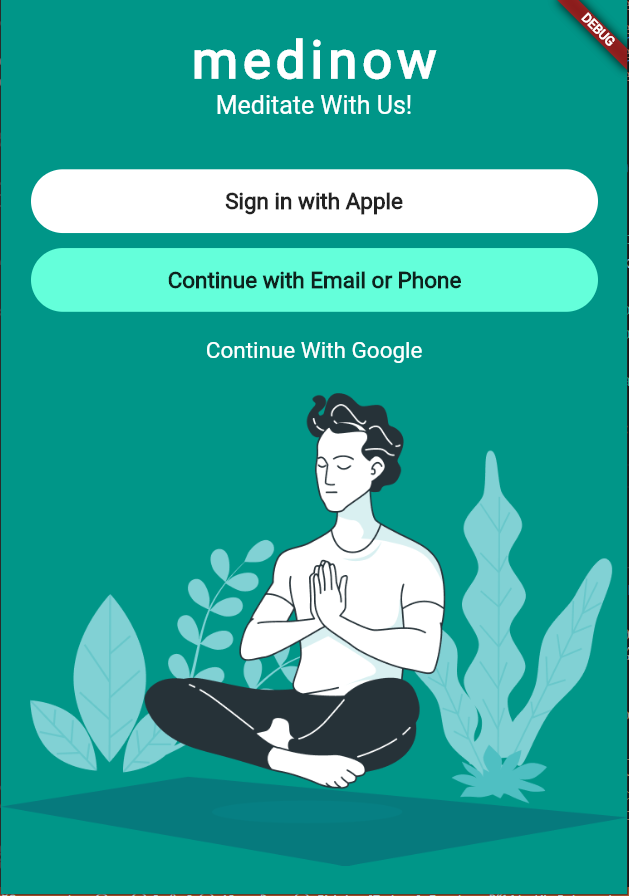 DEBUG
medinow
Meditate With Us!
Sign in with Apple
Continue with Email or Phone
Continue With Google